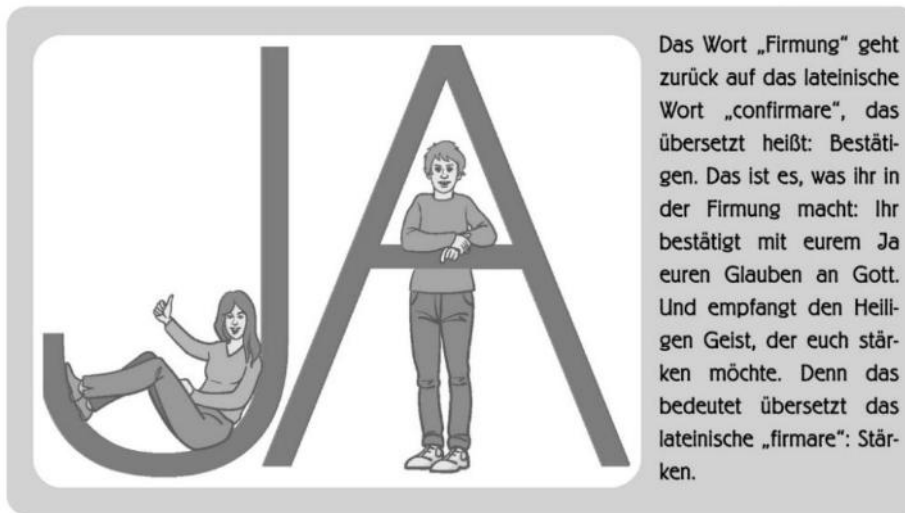 JA
Das Wort „Firmung“ geht
zurück auf das lateinische
Wort „confirmare“, das
übersetzt heißt: Bestäti-
gen. Das ist es, was ihr in
der Firmung macht: Ihr
bestätigt mit eurem Ja
euren Glauben an Gott.
Und empfangt den Heili-
gen Geist, der euch stär-
ken möchte. Denn das
bedeutet übersetzt das
lateinische „firmare“: Stär-
ken.